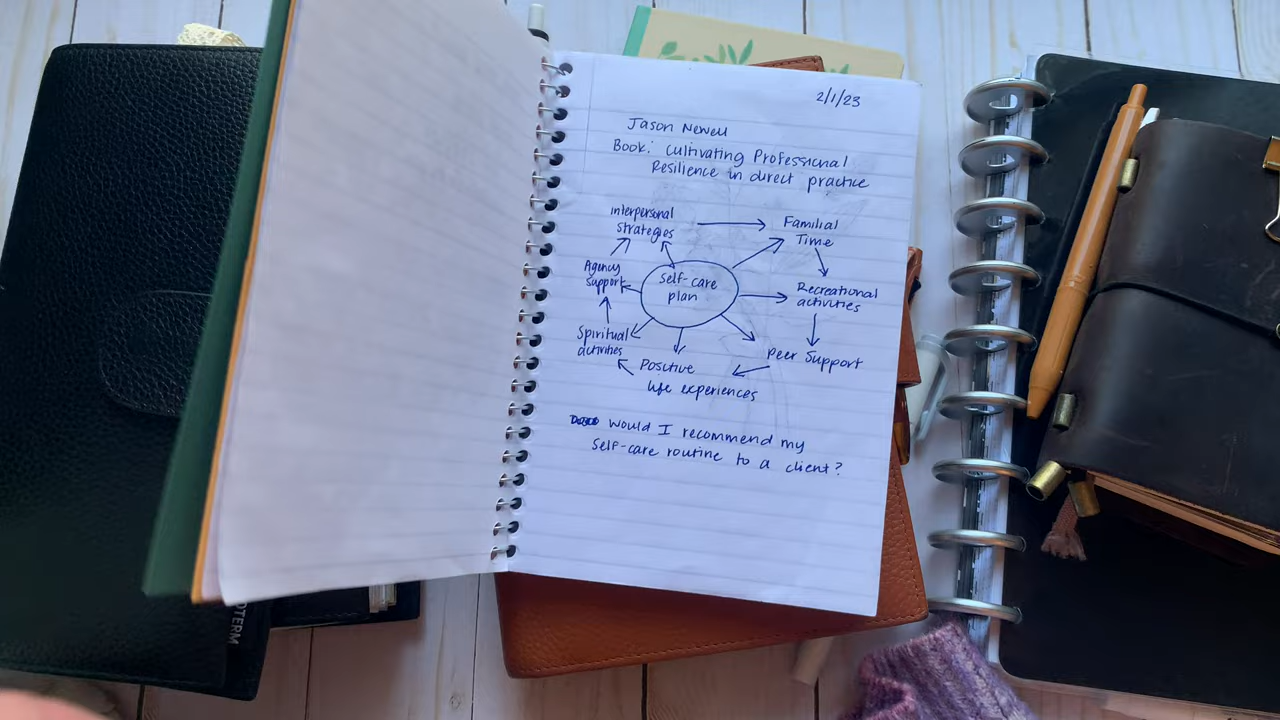 2/1/23
Jason Newell
Book: Cultivating Professional
Resilience in direct practice
interpersonal
strategies
Familial
Time
Agency
Support
Self-care
plan
Recreational
activities
Spiritual
activities
Peer Support
Positive
life experiences
would I recommend my
self-care routine to a client?